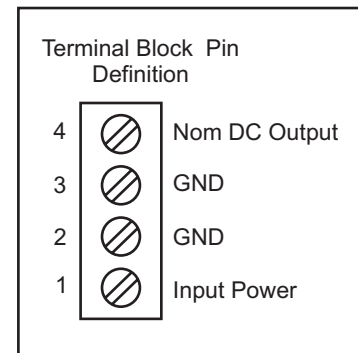 Terminal Block Pin
Definition
4 Nom DC Output
3 GND
2 GND
1 Input Power